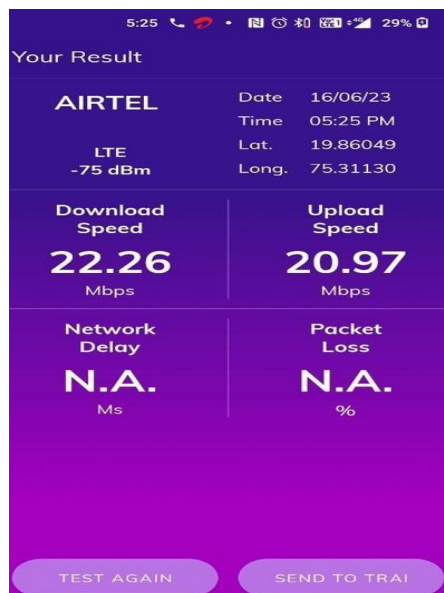 5:25 29%
Your Result
AIRTEL
LTE
-75 dBm
Date 16/06/23
Time 05:25 PM
Lat. 19.86049
Long. 75.31130
Download
Speed
22.26
Mbps
Upload
Speed
20.97
Mbps
Network
Delay
N.A.
Ms
Packet
Loss
N.A.
%
TEST AGAIN
SEND TO TRAI